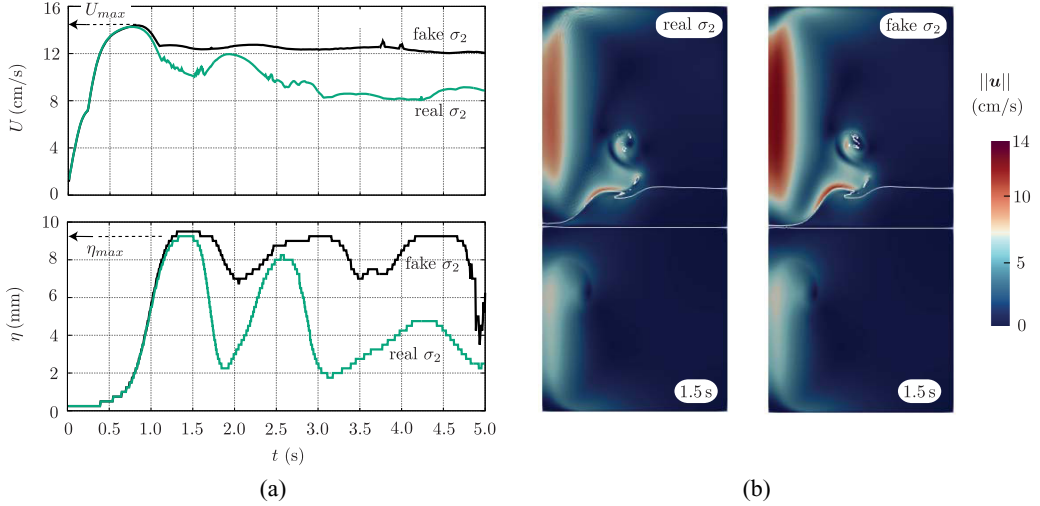 16
U_max
12
fake σ₂
8
real σ₂
4
0
U (cm/s)
10
η_max
8
6
fake σ₂
4
real σ₂
2
0
η (mm)
0 0.5 1.0 1.5 2.0 2.5 3.0 3.5 4.0 4.5 5.0
t (s)
(a)
real σ₂
1.5 s
fake σ₂
1.5 s
||u||
(cm/s)
14
10
5
0
(b)